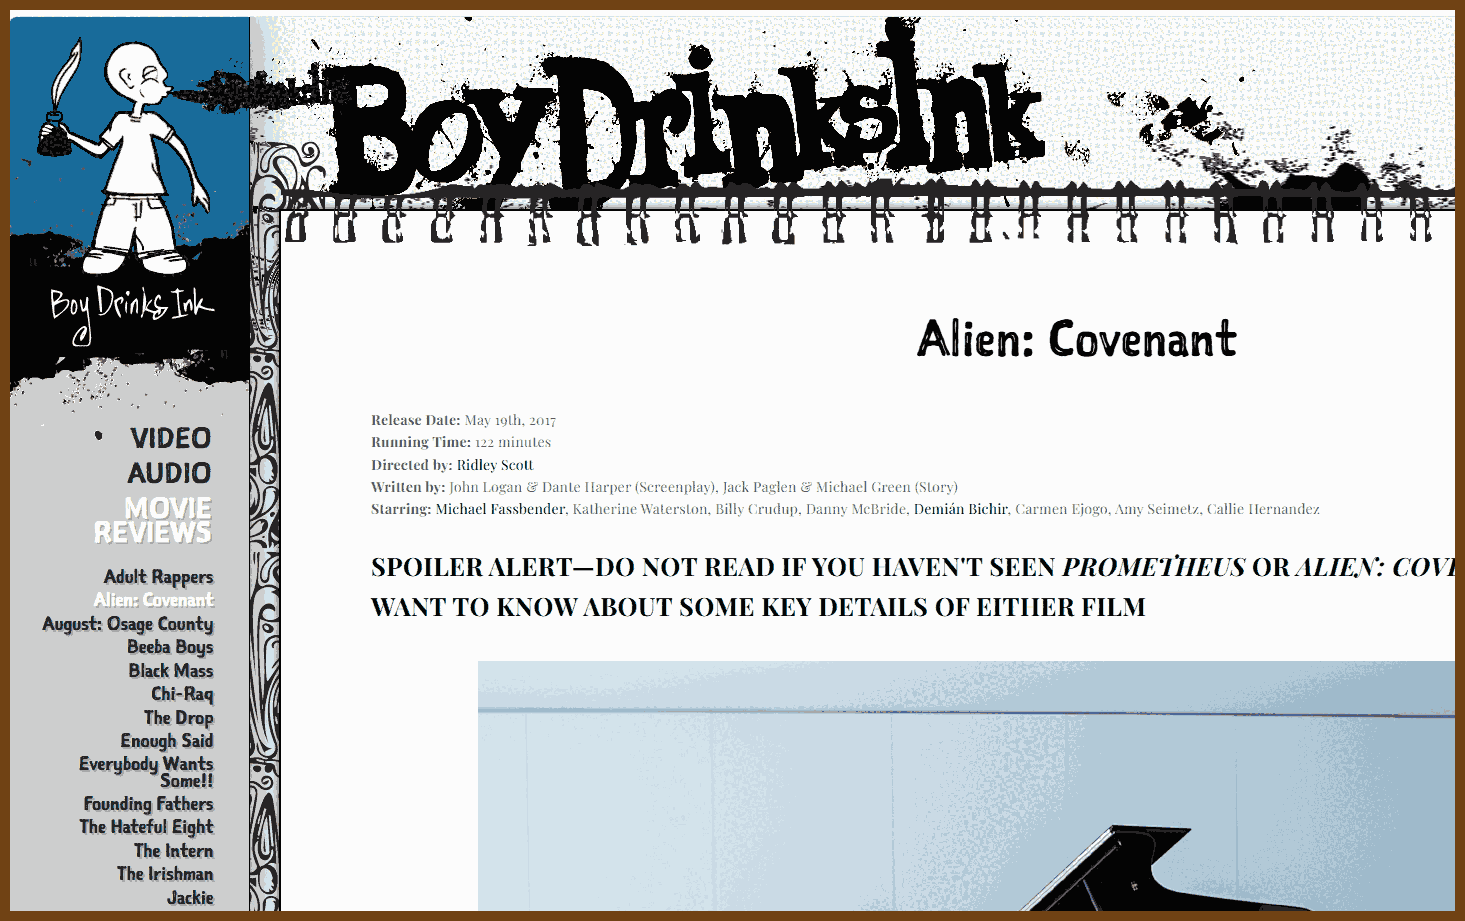 BoyDrinksInk
Boy Drinks Ink
VIDEO
AUDIO
MOVIE
REVIEWS
Adult Rappers
Alien: Covenant
August: Osage County
Beeba Boys
Black Mass
Chi-Raq
The Drop
Enough Said
Everybody Wants
Some!!
Founding Fathers
The Hateful Eight
The Intern
The Irishman
Jackie
Alien: Covenant
Release Date: May 19th, 2017
Running Time: 122 minutes
Directed by: Ridley Scott
Written by: John Logan & Dante Harper (Screenplay), Jack Paglen & Michael Green (Story)
Starring: Michael Fassbender, Katherine Waterston, Billy Crudup, Danny McBride, Demián Bichir, Carmen Ejogo, Amy Seimetz, Callie Hernandez
SPOILER ALERT—DO NOT READ IF YOU HAVEN'T SEEN PROMETHEUS OR ALIEN:
WANT TO KNOW ABOUT SOME KEY DETAILS OF EITHER FILM